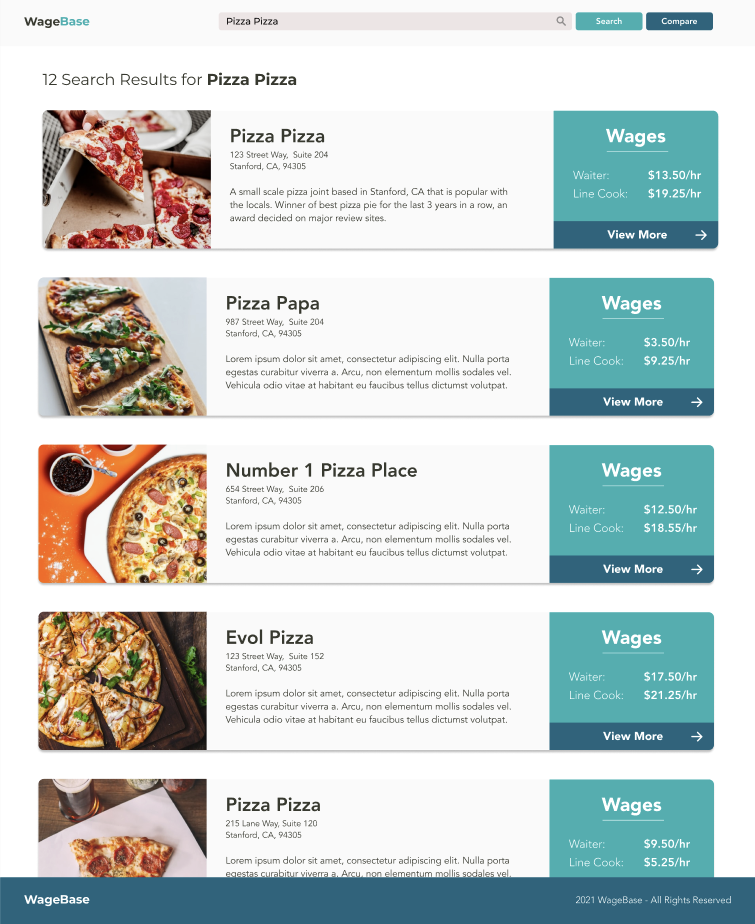 WageBase
Pizza Pizza
Search
Compare
12 Search Results for Pizza Pizza
Pizza Pizza
123 Street Way, Suite 204
Stanford, CA, 94305
A small scale pizza joint based in Stanford, CA that is popular with
the locals. Winner of best pizza pie for the last 3 years in a row, an
award decided on major review sites.
Wages
Waiter: $13.50/hr
Line Cook: $19.25/hr
View More
Pizza Papa
987 Street Way, Suite 204
Stanford, CA, 94305
Lorem ipsum dolor sit amet, consectetur adipiscing elit. Nulla porta
egestas curabitur viverra a. Arcu, non elementum mollis sodales vel.
Vehicula odio vitae at habitant eu faucibus tellus dictumst volutpat.
Wages
Waiter: $3.50/hr
Line Cook: $9.25/hr
View More
Number 1 Pizza Place
654 Street Way, Suite 206
Stanford, CA, 94305
Lorem ipsum dolor sit amet, consectetur adipiscing elit. Nulla porta
egestas curabitur viverra a. Arcu, non elementum mollis sodales vel.
Vehicula odio vitae at habitant eu faucibus tellus dictumst volutpat.
Wages
Waiter: $12.50/hr
Line Cook: $18.55/hr
View More
Evol Pizza
123 Street Way, Suite 152
Stanford, CA, 94305
Lorem ipsum dolor sit amet, consectetur adipiscing elit. Nulla porta
egestas curabitur viverra a. Arcu, non elementum mollis sodales vel.
Vehicula odio vitae at habitant eu faucibus tellus dictumst volutpat.
Wages
Waiter: $17.50/hr
Line Cook: $21.25/hr
View More
Pizza Pizza
215 Lane Way, Suite 120
Stanford, CA, 94305
Lorem ipsum dolor sit amet, consectetur adipiscing elit. Nulla porta
egestas curabitur viverra a. Arcu, non elementum mollis sodales vel.
Wages
Waiter: $9.50/hr
Line Cook: $5.25/hr
WageBase
2021 WageBase - All Rights Reserved